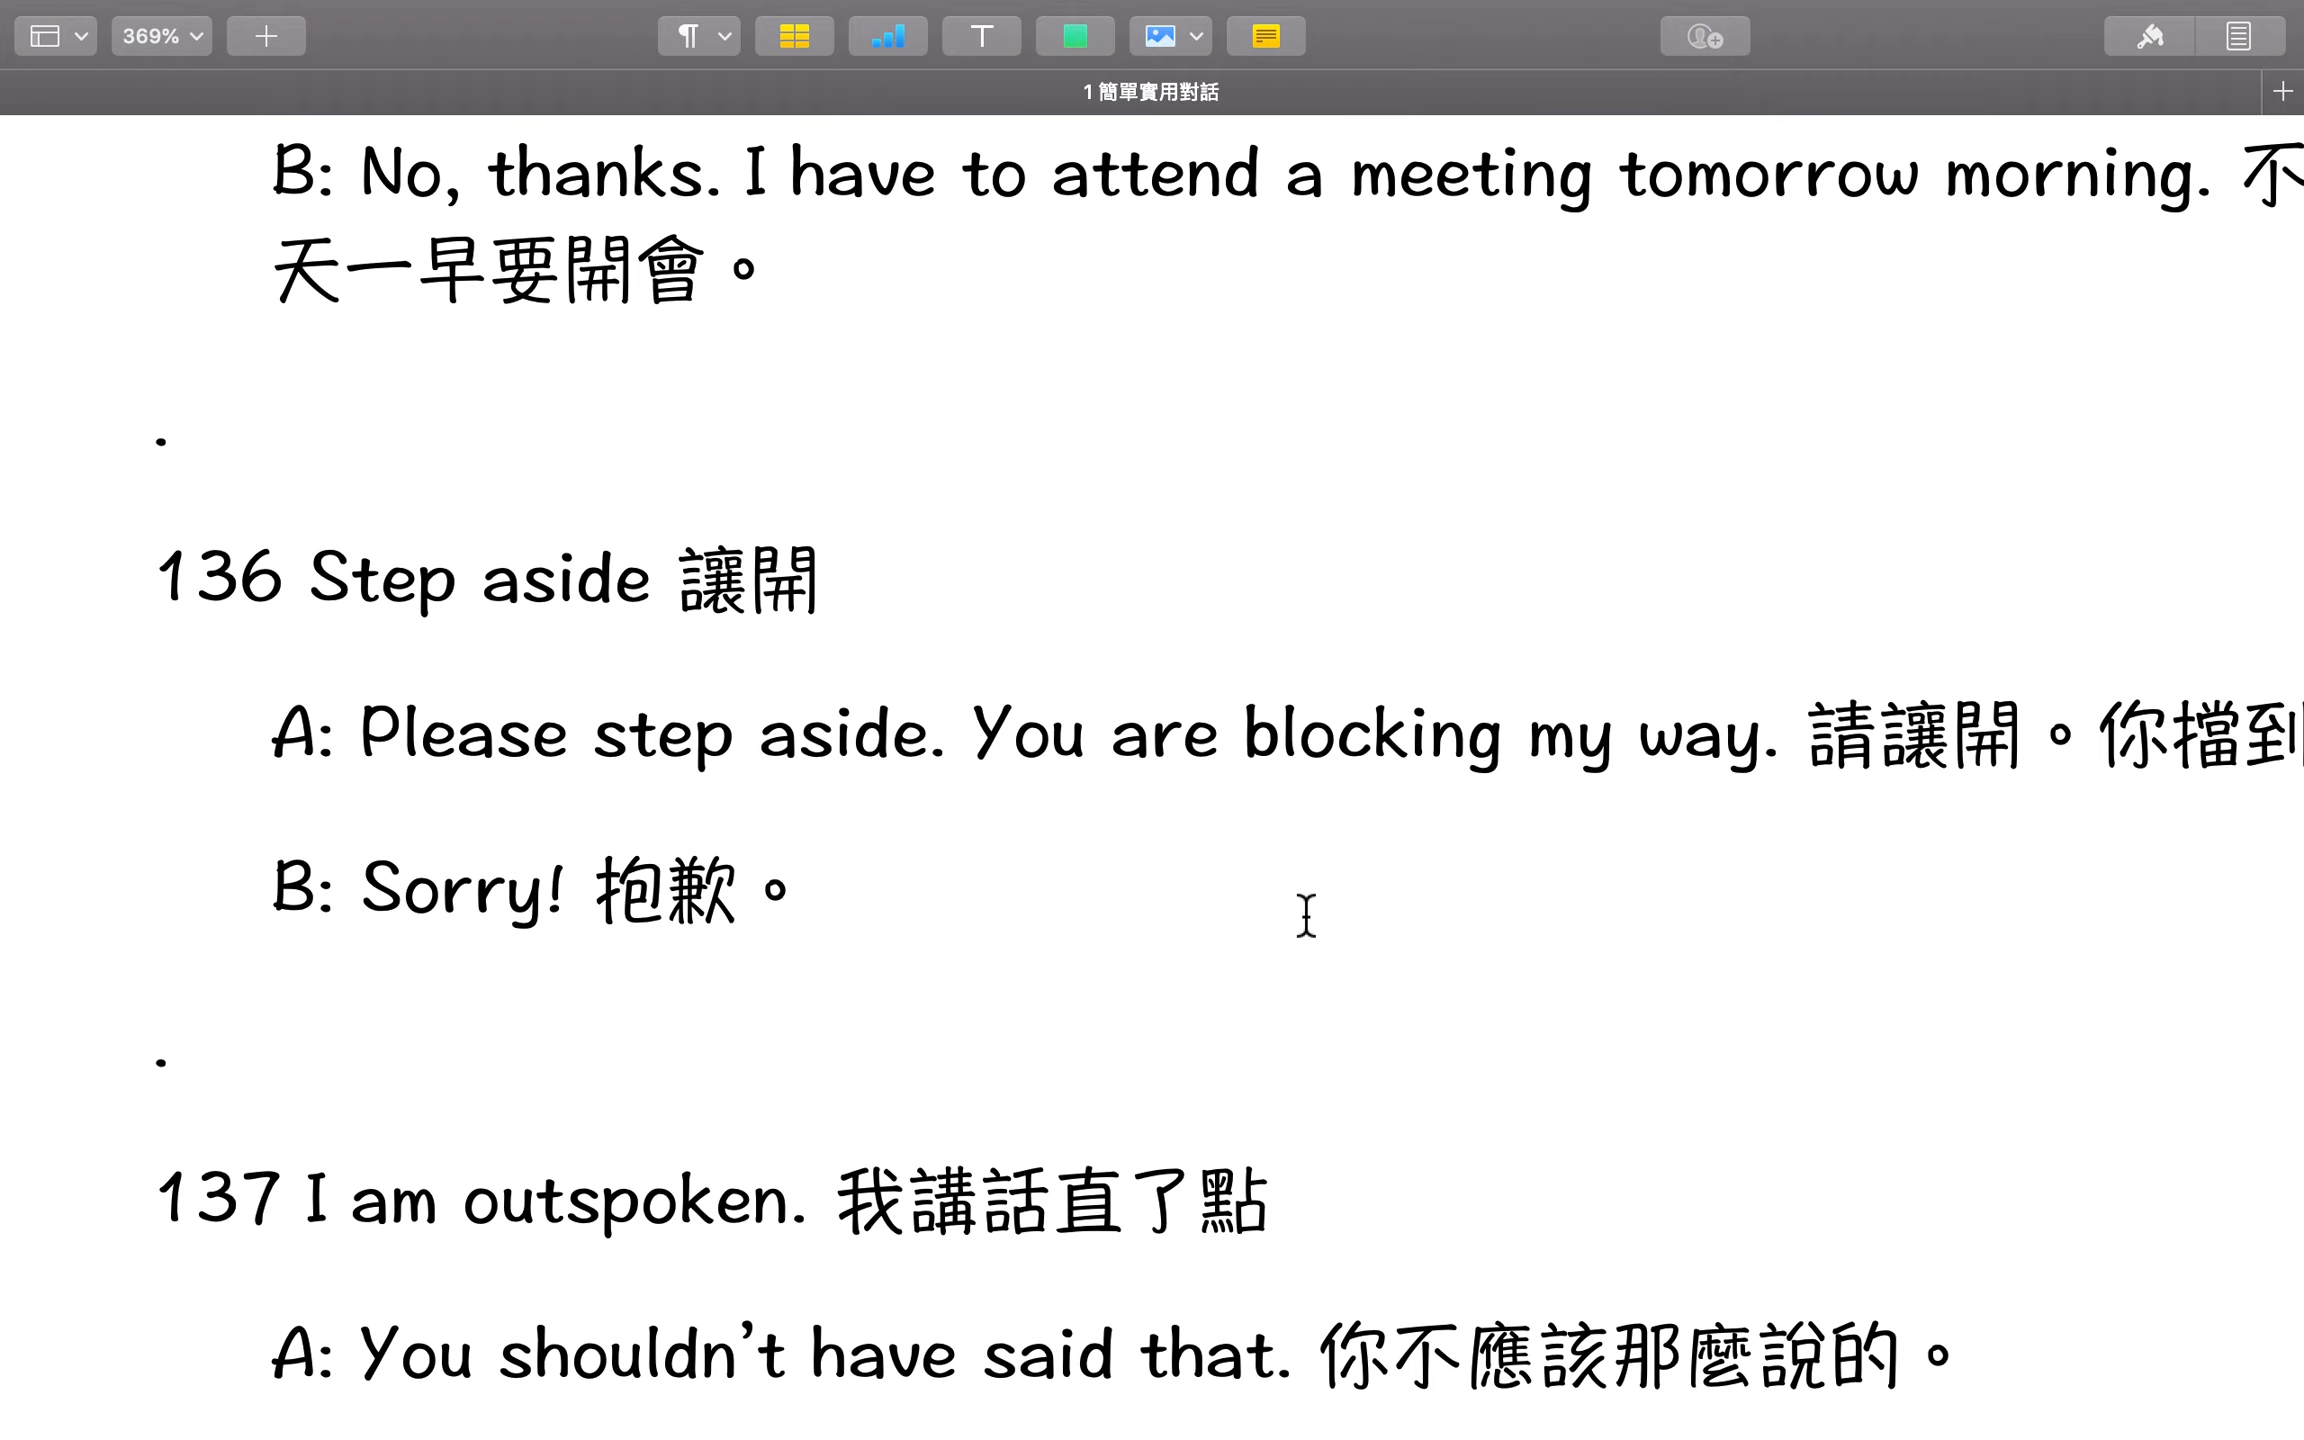 369%
1 簡單實用對話
B: No, thanks. I have to attend a meeting tomorrow morning. 不
天一早要開會。
.
136 Step aside 讓開
A: Please step aside. You are blocking my way. 請讓開。你擋到
B: Sorry! 抱歉。
.
137 I am outspoken. 我講話直了點
A: You shouldn’t have said that. 你不應該那麼說的。